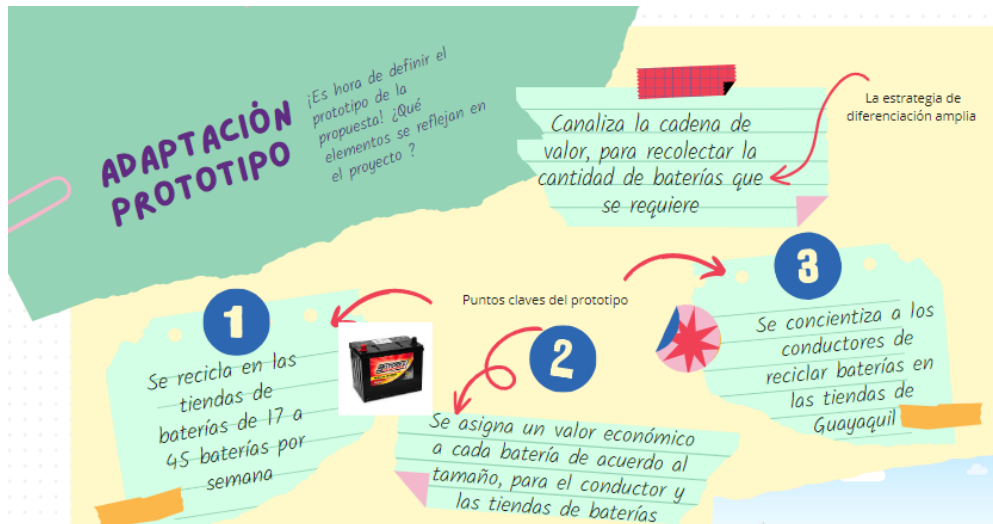 ADAPTACIÓN
PROTOTIPO
¡Es hora de definir el
prototipo de la
propuesta! ¿Qué
elementos se reflejan en
el proyecto ?
Canaliza la cadena de
valor, para recolectar la
cantidad de baterías que
se requiere
La estrategia de
diferenciación amplia
Puntos claves del prototipo
1
Se recicla en las
tiendas de
baterías de 17 a
45 baterías por
semana
2
Se asigna un valor económico
a cada batería de acuerdo al
tamaño, para el conductor y
las tiendas de baterías
3
Se concientiza a los
conductores de
reciclar baterías en
las tiendas de
Guayaquil